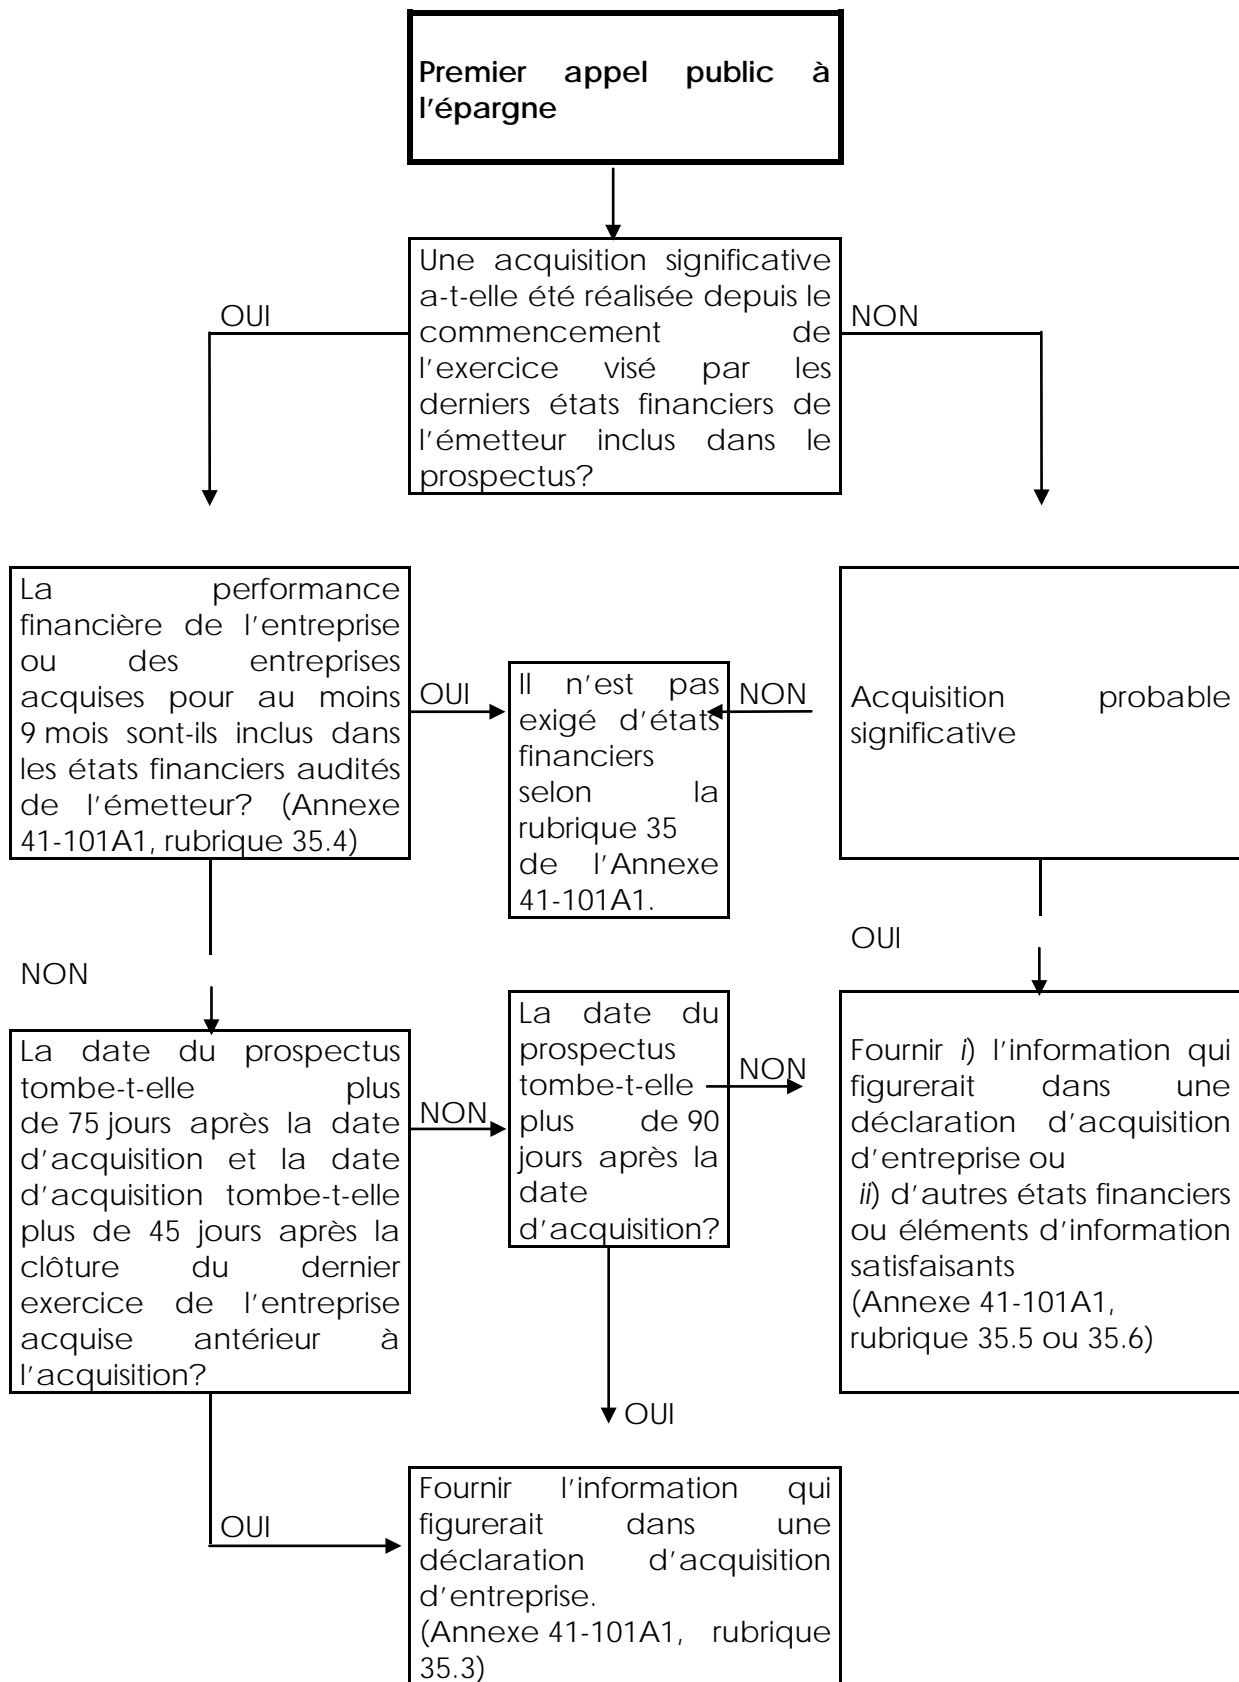 Premier appel public à
l'épargne
Une acquisition significative
a-t-elle été réalisée depuis le
commencement de
l'exercice visé par les
derniers états financiers de
l'émetteur inclus dans le
prospectus?
OUI
NON
La performance
financière de l'entreprise
ou des entreprises
acquises pour au moins
9 mois sont-ils inclus dans
les états financiers audités
de l'émetteur? (Annexe
41-101A1, rubrique 35.4)
OUI
Il n'est pas
exigé d'états
financiers
selon la
rubrique 35
de l'Annexe
41-101A1.
NON
Acquisition probable
significative
NON
OUI
La date du prospectus
tombe-t-elle plus
de 75 jours après la date
d'acquisition et la date
d'acquisition tombe-t-elle
plus de 45 jours après la
clôture du dernier
exercice de l'entreprise
acquise antérieur à
l'acquisition?
NON
La date du
prospectus
tombe-t-elle
plus de 90
jours après la
date
d'acquisition?
NON
Fournir i) l'information qui
figurerait dans une
déclaration d'acquisition
d'entreprise ou
ii) d'autres états financiers
ou éléments d'information
satisfaisants
(Annexe 41-101A1,
rubrique 35.5 ou 35.6)
OUI
OUI
Fournir l'information qui
figurerait dans une
déclaration d'acquisition
d'entreprise.
(Annexe 41-101A1, rubrique
35.3)